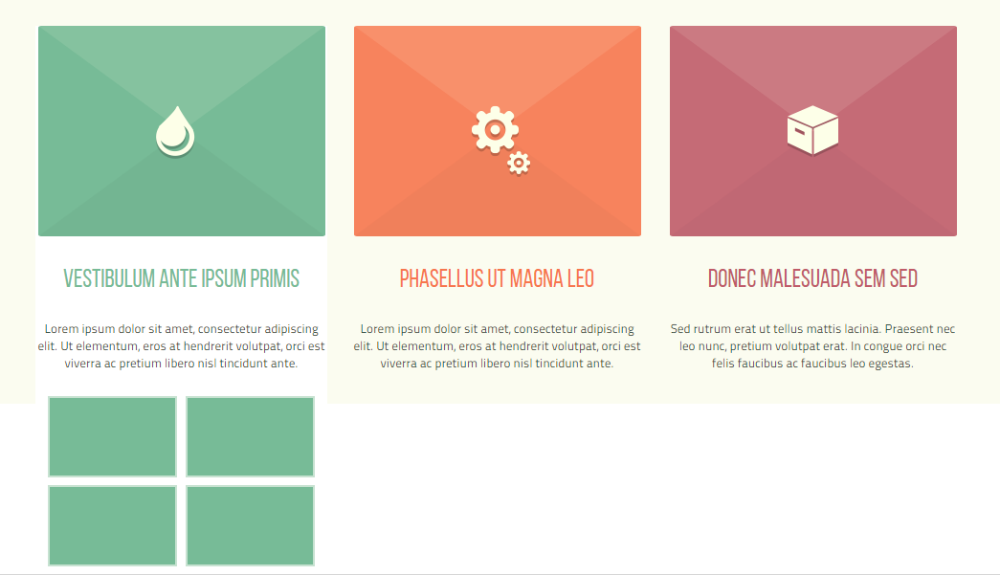 VESTIBULUM ANTE IPSUM PRIMIS
Lorem ipsum dolor sit amet, consectetur adipiscing
elit. Ut elementum, eros at hendrerit volutpat, orci est
viverra ac pretium libero nisl tincidunt ante.
PHASELLUS UT MAGNA LEO
Lorem ipsum dolor sit amet, consectetur adipiscing
elit. Ut elementum, eros at hendrerit volutpat, orci est
viverra ac pretium libero nisl tincidunt ante.
DONEC MALESUADA SEM SED
Sed rutrum erat ut tellus mattis lacinia. Praesent nec
leo nunc, pretium volutpat erat. In congue orci nec
felis faucibus ac faucibus leo egestas.